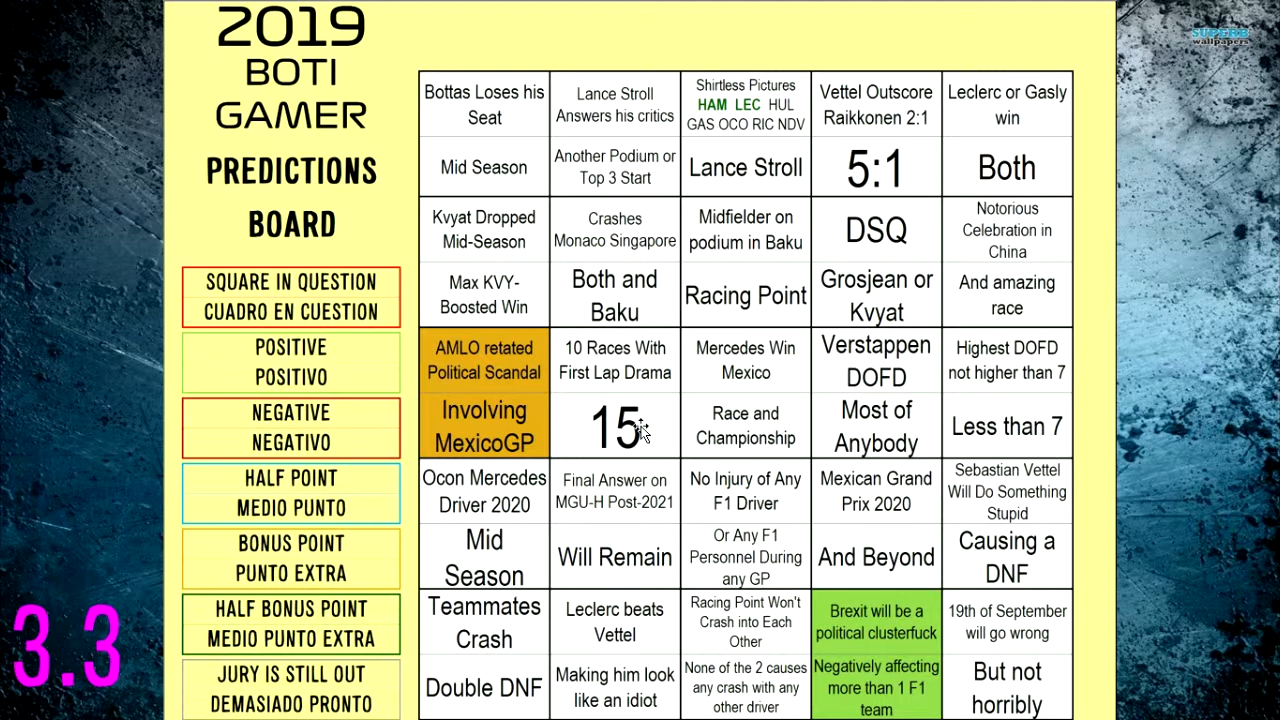 2019
BOTI
GAMER
PREDICTIONS
BOARD
SQUARE IN QUESTION
CUADRO EN CUESTION
POSITIVE
POSITIVO
NEGATIVE
NEGATIVO
HALF POINT
MEDIO PUNTO
BONUS POINT
PUNTO EXTRA
HALF BONUS POINT
MEDIO PUNTO EXTRA
JURY IS STILL OUT
DEMASIADO PRONTO
3.3
SUPERB
wallpapers
Bottas Loses his
Seat
Lance Stroll
Answers his critics
Shirtless Pictures
HAM LEC HUL
GAS OCO RIC NDV
Vettel Outscore
Raikkonen 2:1
Leclerc or Gasly
win
Mid Season
Another Podium or
Top 3 Start
Lance Stroll
5:1
Both
Kvyat Dropped
Mid-Season
Crashes
Monaco Singapore
Midfielder on
podium in Baku
DSQ
Notorious
Celebration in
China
Max KVY-
Boosted Win
Both and
Baku
Racing Point
Grosjean or
Kvyat
And amazing
race
AMLO retated
Political Scandal
10 Races With
First Lap Drama
Mercedes Win
Mexico
Verstappen
DOFD
Highest DOFD
not higher than 7
Involving
MexicoGP
15
Race and
Championship
Most of
Anybody
Less than 7
Ocon Mercedes
Driver 2020
Final Answer on
MGU-H Post-2021
No Injury of Any
F1 Driver
Mexican Grand
Prix 2020
Sebastian Vettel
Will Do Something
Stupid
Mid
Season
Will Remain
Or Any F1
Personnel During
any GP
And Beyond
Causing a
DNF
Teammates
Crash
Leclerc beats
Vettel
Racing Point Won't
Crash into Each
Other
Brexit will be a
political clusterfuck
19th of September
will go wrong
Double DNF
Making him look
like an idiot
None of the 2 causes
any crash with any
other driver
Negatively affecting
more than 1 F1
team
But not
horribly